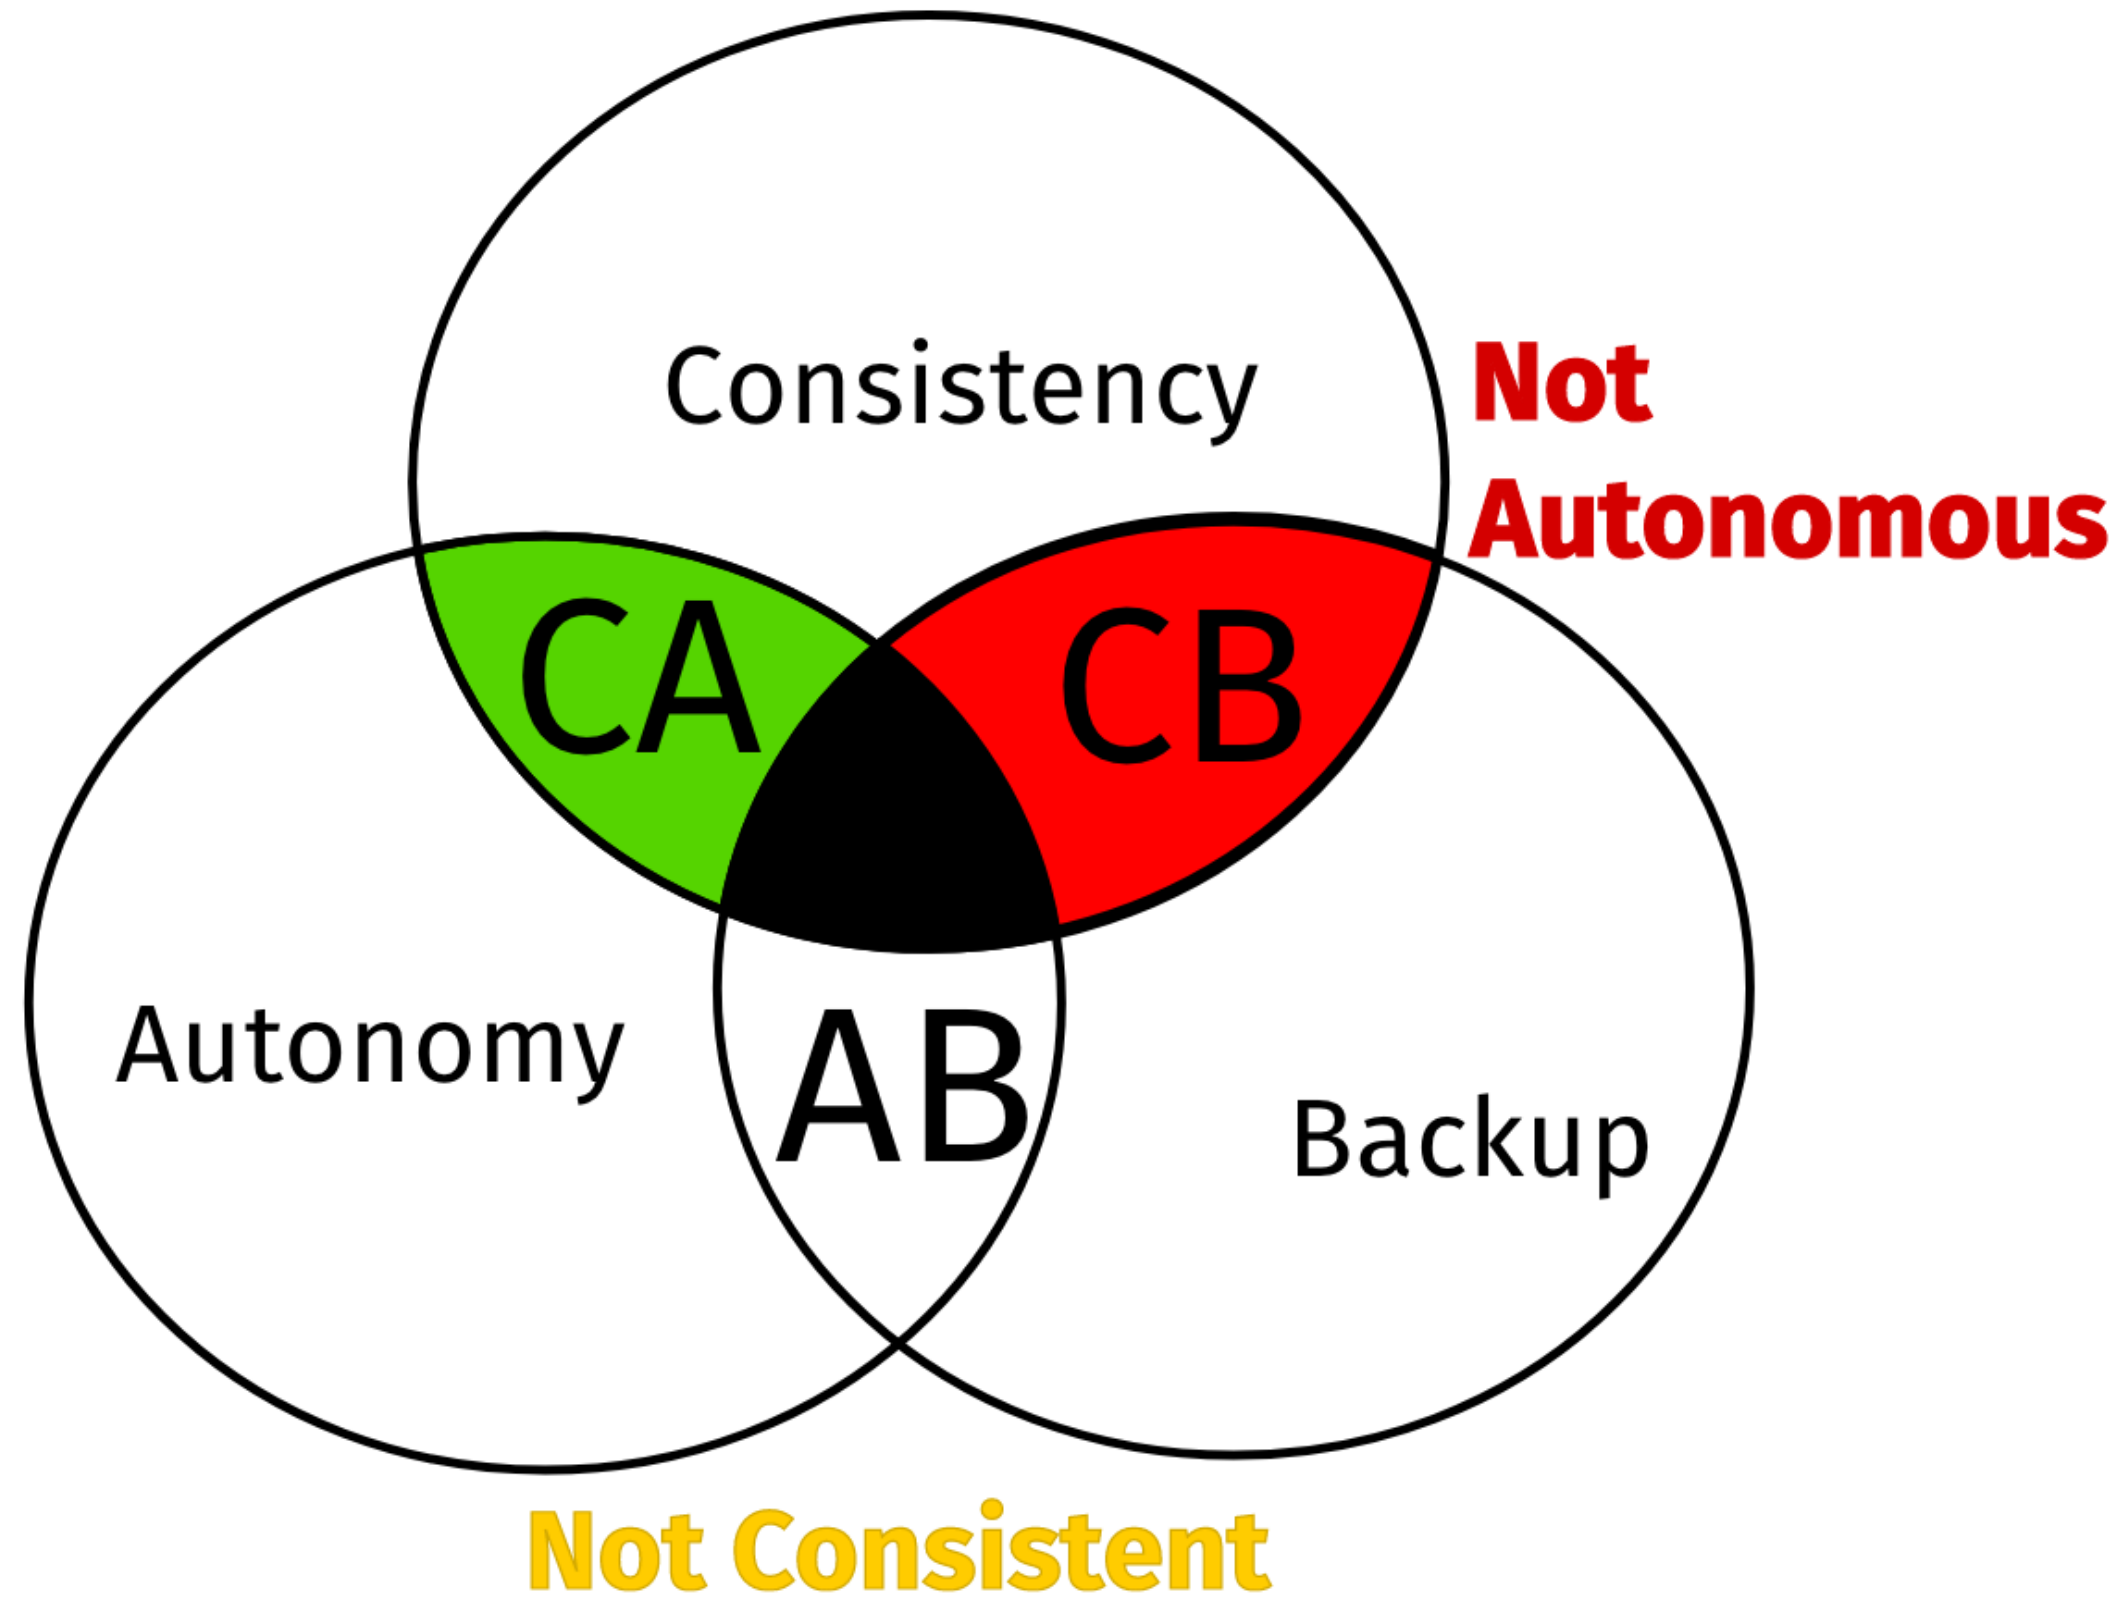 Consistency
Not
Autonomous
CA
CB
Autonomy
AB
Backup
Not Consistent